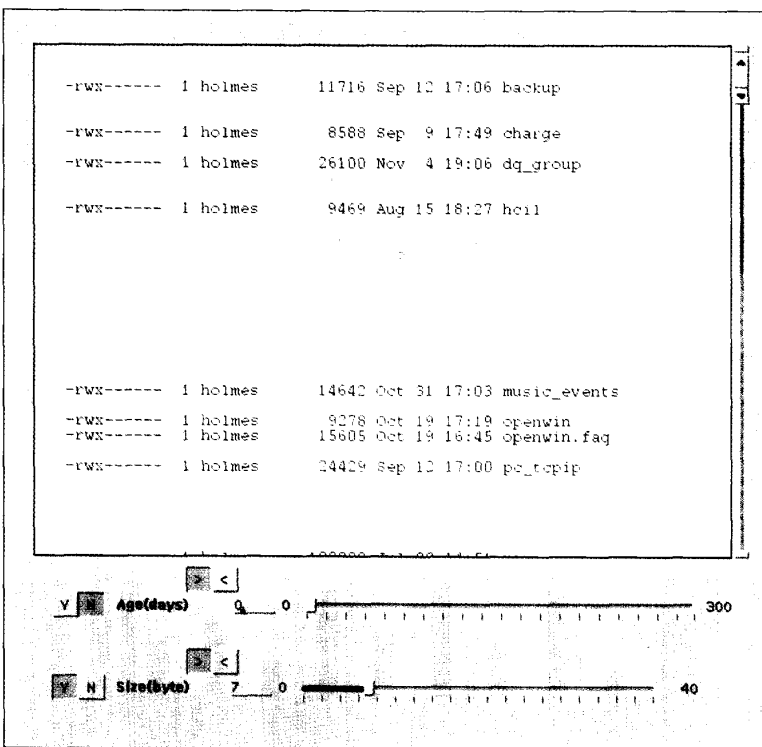 -rwx------ 1 holmes 11716 Sep 12 17:06 backup
-rwx------ 1 holmes 8588 Sep 9 17:49 charge
-rwx------ 1 holmes 26100 Nov 4 19:06 dq_group
-rwx------ 1 holmes 9469 Aug 15 18:27 hcil
-rwx------ 1 holmes 14642 Oct 31 17:03 music_events
-rwx------ 1 holmes 9278 Oct 19 17:19 openwin
-rwx------ 1 holmes 15605 Oct 19 16:45 openwin.faq
-rwx------ 1 holmes 24429 Sep 12 17:00 pc_tcpip
> <
Y N Age(days) 0 0 300
> <
Y N Size(byte) 7 0 40